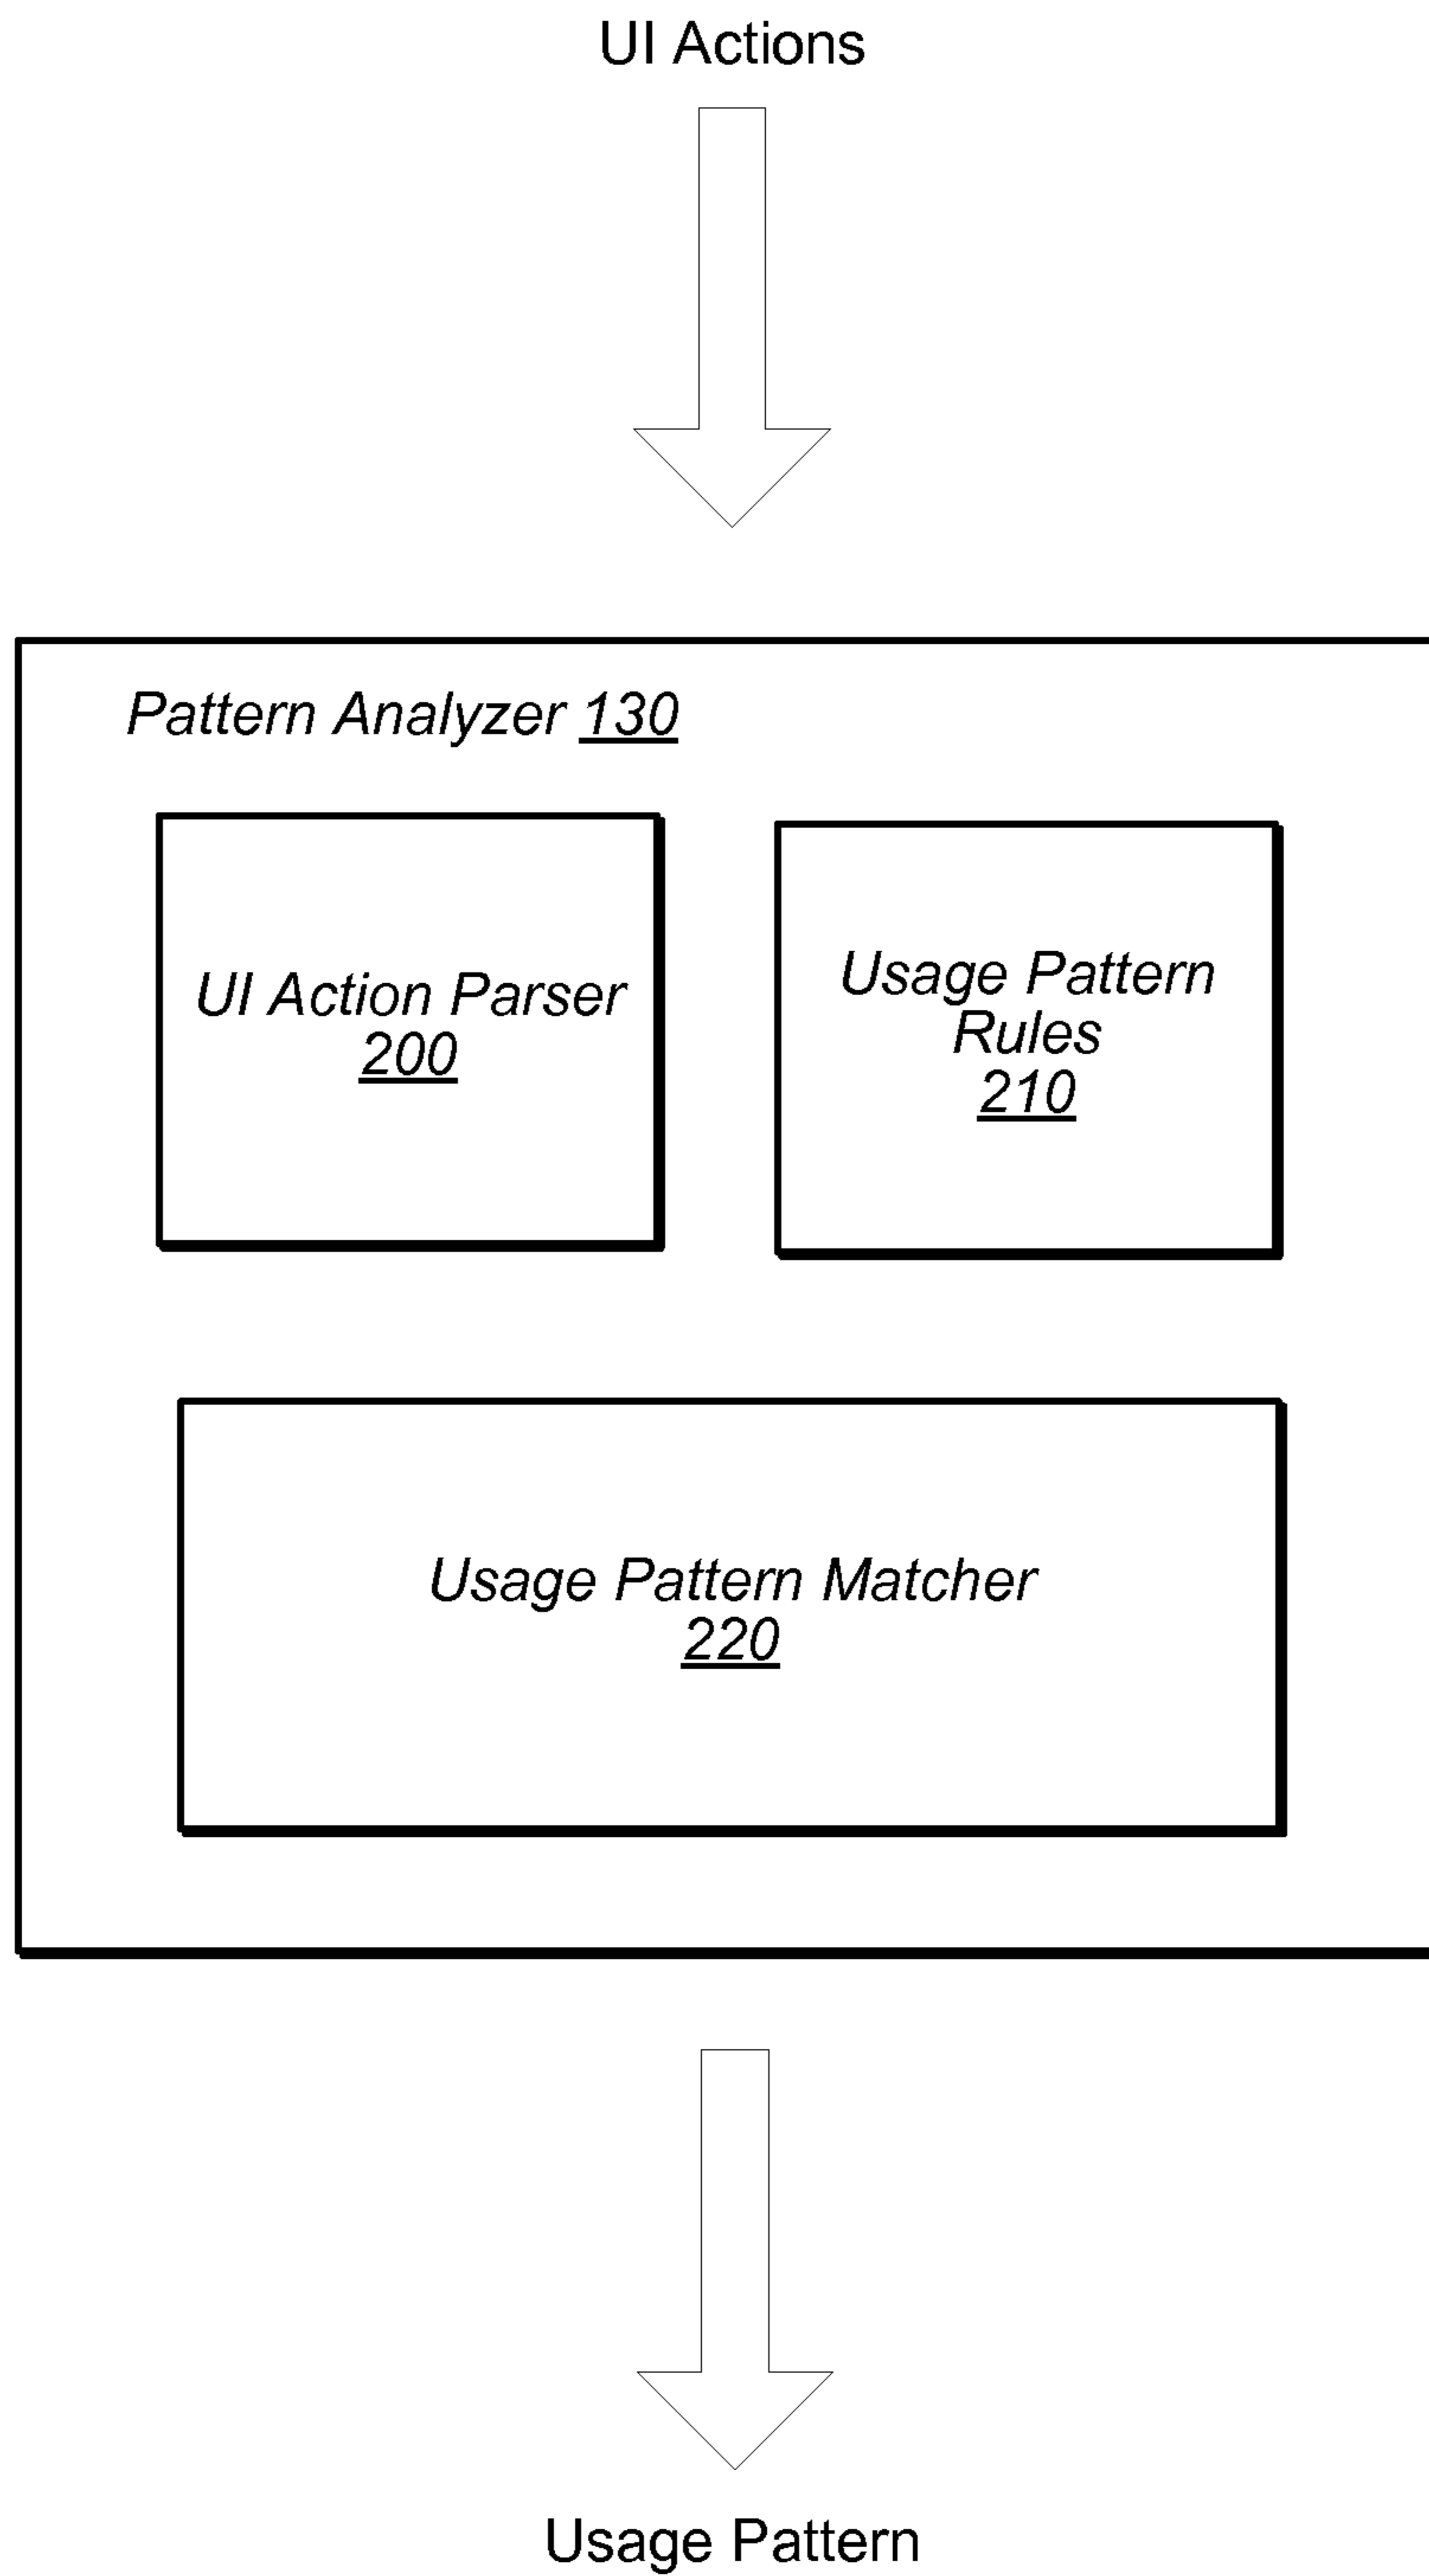 UI Actions
Pattern Analyzer 130
UI Action Parser
200
Usage Pattern
Rules
210
Usage Pattern Matcher
220
Usage Pattern